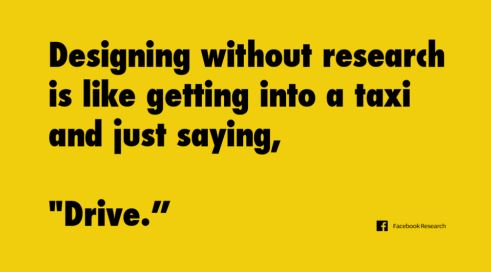 Designing without research
is like getting into a taxi
and just saying,
"Drive.”
Facebook Research